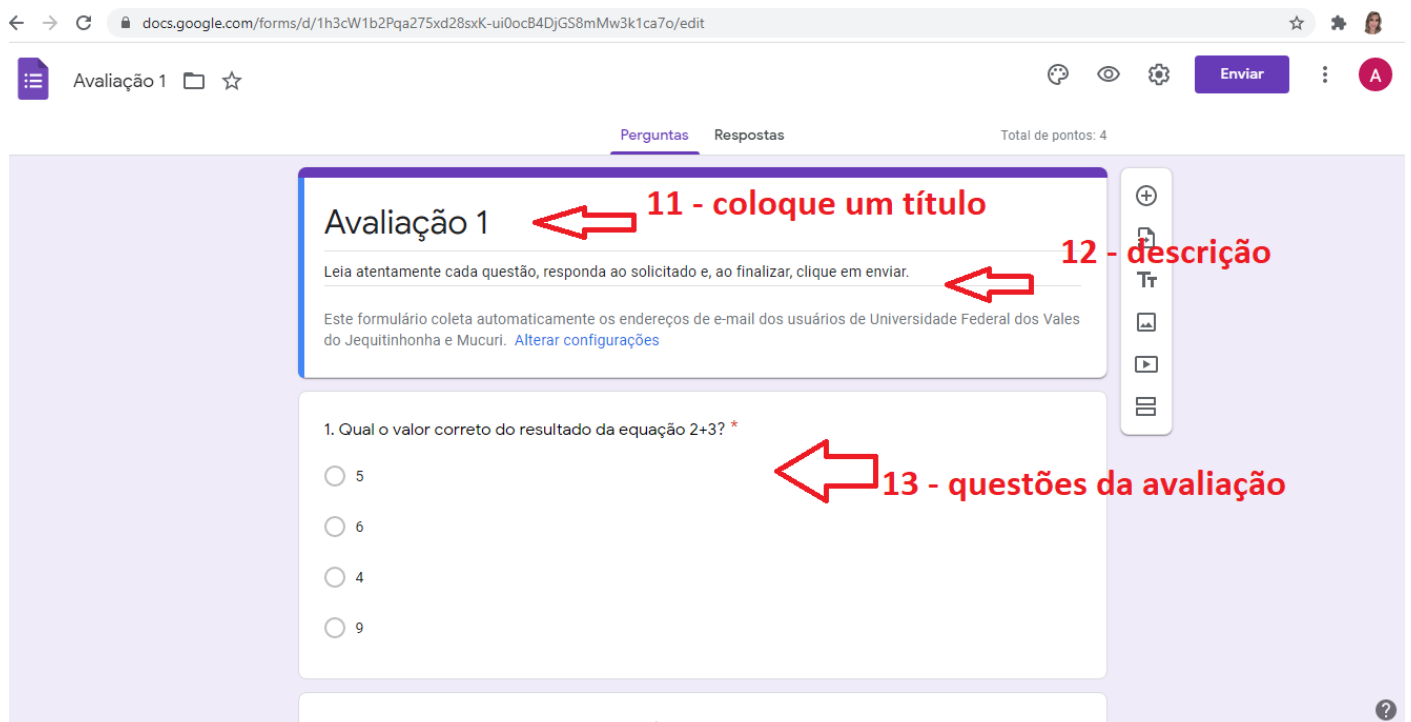 docs.google.com/forms/d/1h3cW1b2Pqa275xd28sxK-ui0ocB4DjGS8mMw3k1ca7o/edit
Avaliação 1
Enviar
A
Perguntas Respostas Total de pontos: 4
Avaliação 1
11 - coloque um título
12 - descrição
Leia atentamente cada questão, responda ao solicitado e, ao finalizar, clique em enviar.
Tт
Este formulário coleta automaticamente os endereços de e-mail dos usuários de Universidade Federal dos Vales
do Jequitinhonha e Mucuri. Alterar configurações
1. Qual o valor correto do resultado da equação 2+3? *
5
13 - questões da avaliação
6
4
9